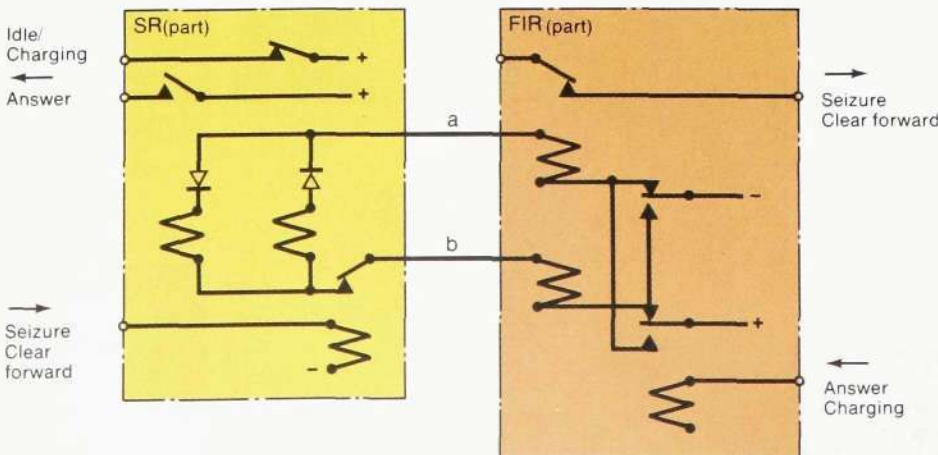 SR(part)
Idle/
Charging
+
Answer
+
Seizure
Clear
forward
−
a
b
FIR(part)
Seizure
Clear forward
−
+
Answer
Charging